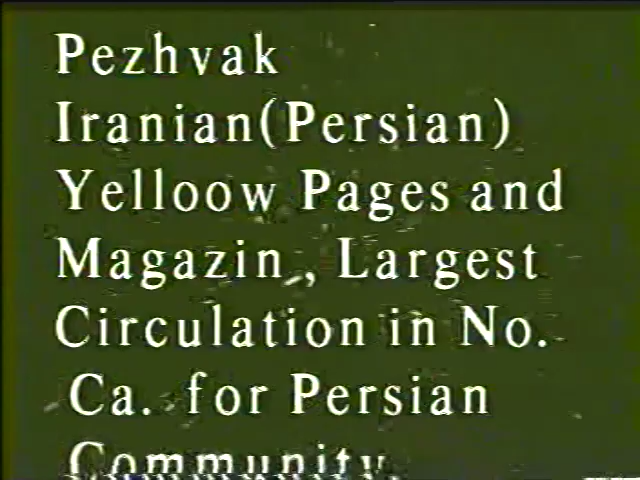 Pezhvak
Iranian(Persian)
Yelloow Pages and
Magazin , Largest
Circulation in No.
Ca. for Persian
Community.